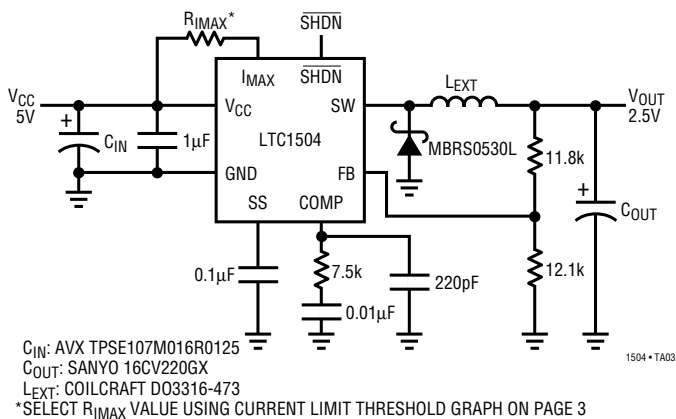 R_IMAX*
SHDN
I_MAX
SHDN
V_CC
5V
V_CC
SW
L_EXT
V_OUT
2.5V
+
C_IN
1µF
LTC1504
MBRS0530L
11.8k
GND
FB
+
C_OUT
SS
COMP
0.1µF
7.5k
220pF
12.1k
0.01µF
C_IN: AVX TPSE107M016R0125
C_OUT: SANYO 16CV220GX
L_EXT: COILCRAFT DO3316-473
*SELECT R_IMAX VALUE USING CURRENT LIMIT THRESHOLD GRAPH ON PAGE 3
1504 • TA03